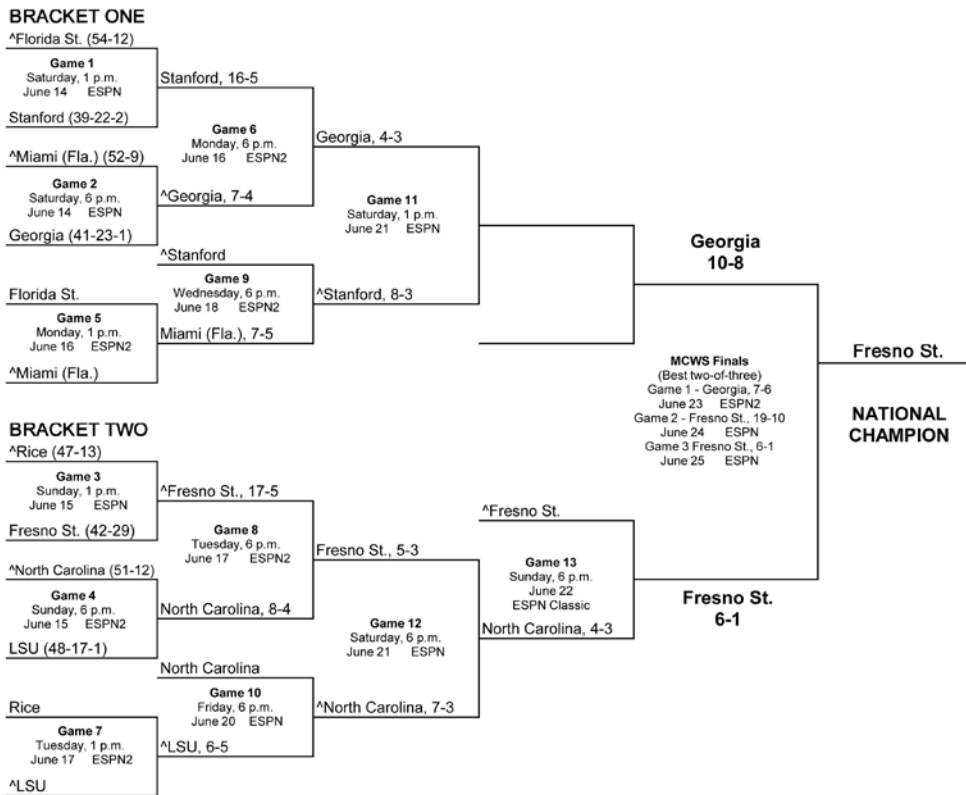 BRACKET ONE
^Florida St. (54-12)
Game 1
Saturday, 1 p.m.
June 14 ESPN
Stanford (39-22-2)
Stanford, 16-5
^Miami (Fla.) (52-9)
Game 2
Saturday, 6 p.m.
June 14 ESPN
Georgia (41-23-1)
Game 6
Monday, 6 p.m.
June 16 ESPN2
^Georgia, 7-4
Georgia, 4-3
Florida St.
Game 5
Monday, 1 p.m.
June 16 ESPN2
^Miami (Fla.)
^Stanford
Game 9
Wednesday, 6 p.m.
June 18 ESPN2
Miami (Fla.), 7-5
Game 11
Saturday, 1 p.m.
June 21 ESPN
^Stanford, 8-3
Georgia
10-8
BRACKET TWO
^Rice (47-13)
Game 3
Sunday, 1 p.m.
June 15 ESPN
Fresno St. (42-29)
^Fresno St., 17-5
^North Carolina (51-12)
Game 4
Sunday, 6 p.m.
June 15 ESPN2
LSU (48-17-1)
Game 8
Tuesday, 6 p.m.
June 17 ESPN2
North Carolina, 8-4
Fresno St., 5-3
Rice
Game 7
Tuesday, 1 p.m.
June 17 ESPN2
^LSU
North Carolina
Game 10
Friday, 6 p.m.
June 20 ESPN
^LSU, 6-5
Game 12
Saturday, 6 p.m.
June 21 ESPN
^North Carolina, 7-3
^Fresno St.
Game 13
Sunday, 6 p.m.
June 22
ESPN Classic
North Carolina, 4-3
Fresno St.
6-1
MCWS Finals
(Best two-of-three)
Game 1 - Georgia, 7-6
June 23 ESPN2
Game 2 - Fresno St., 19-10
June 24 ESPN
Game 3 Fresno St., 6-1
June 25 ESPN
Fresno St.
NATIONAL
CHAMPION